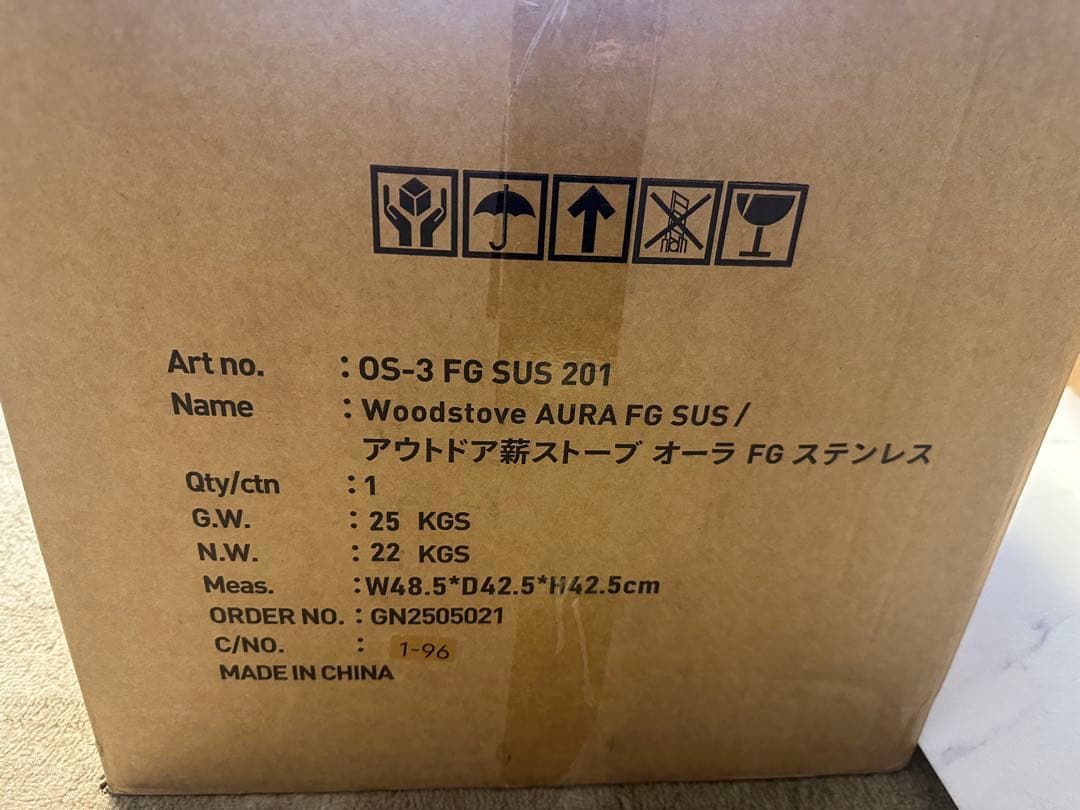 Art no. : OS-3 FG SUS 201
Name : Woodstove AURA FG SUS /
アウトドア薪ストーブ オーラ FG ステンレス
Qty/ctn : 1
G.W. : 25 KGS
N.W. : 22 KGS
Meas. : W48.5*D42.5*H42.5cm
ORDER NO. : GN2505021
C/NO. : 1-96
MADE IN CHINA